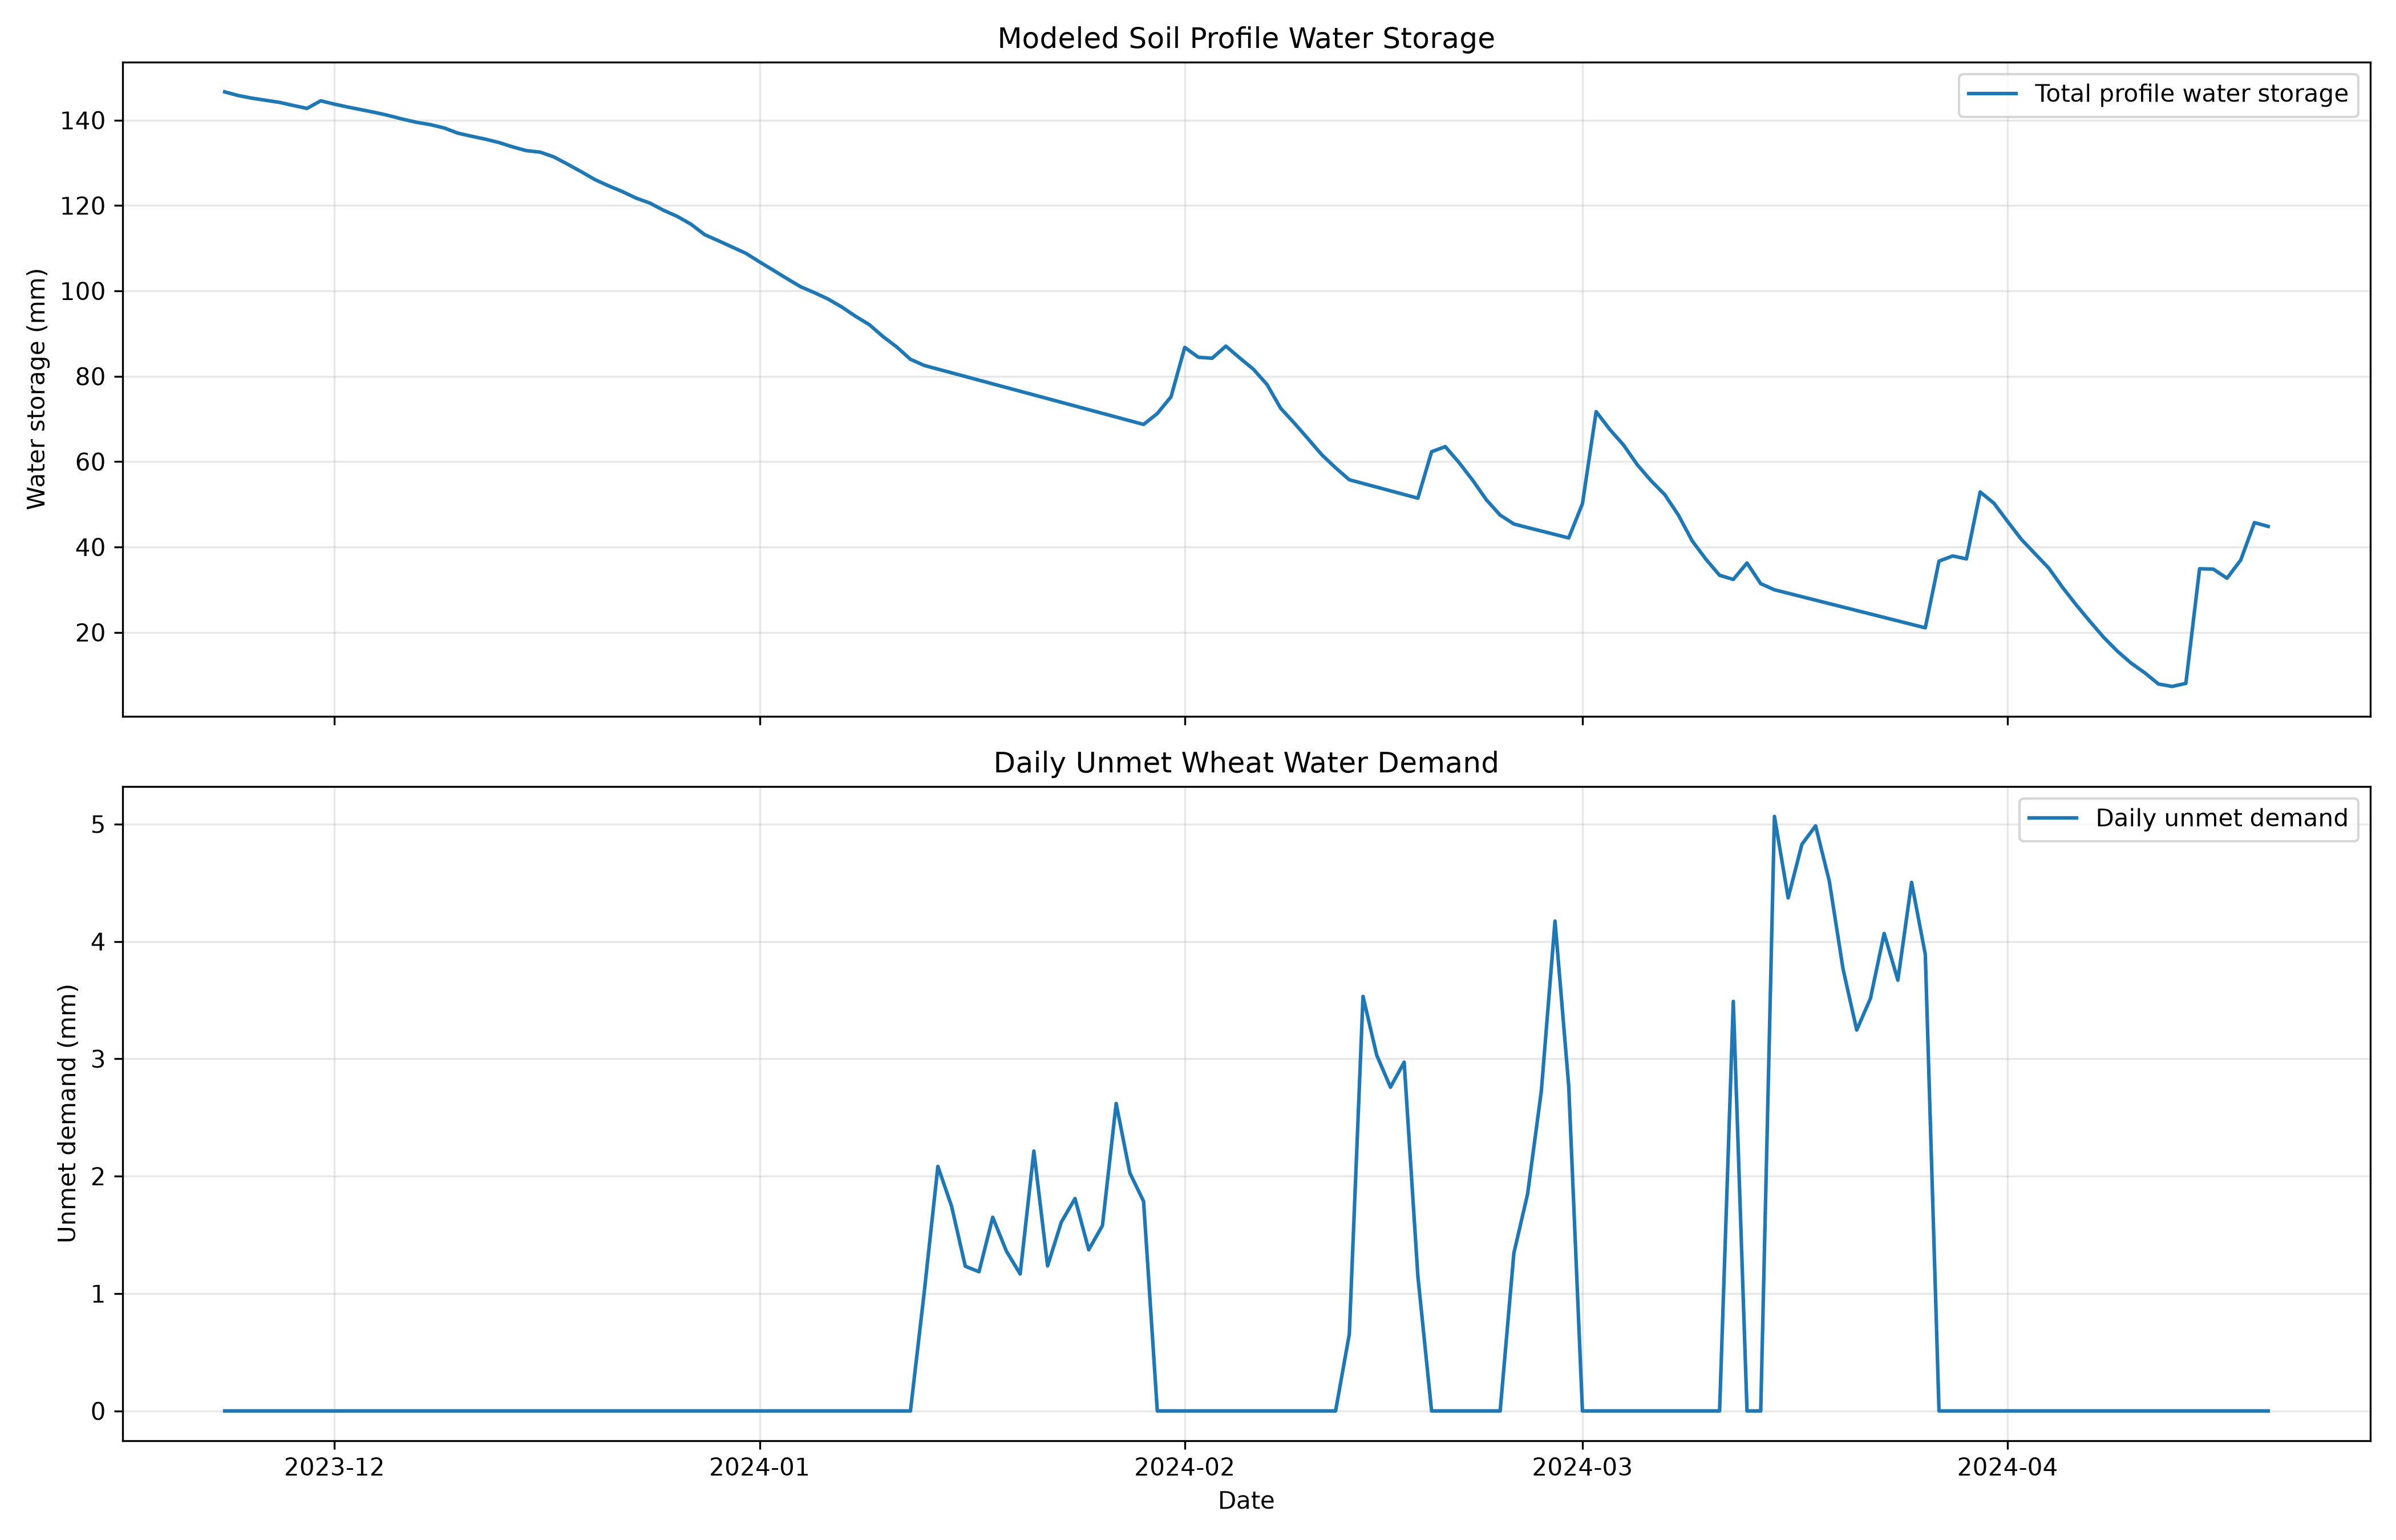 Modeled Soil Profile Water Storage
Total profile water storage
Water storage (mm)
140
120
100
80
60
40
20
Daily Unmet Wheat Water Demand
Daily unmet demand
Unmet demand (mm)
5
4
3
2
1
0
2023-12 2024-01 2024-02 2024-03 2024-04
Date